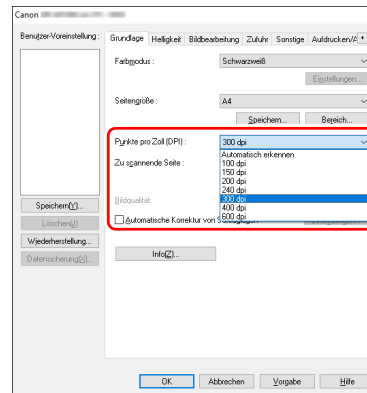 Canon
Benutzer-Voreinstellung :
Grundlage Helligkeit Bildbearbeitung Zufuhr Sonstige Aufdrucken/A
Farbmodus : Schwarzweiß
Einstellungen...
Seitengröße : A4
Speichern... Bereich...
Punkte pro Zoll (DPI) : 300 dpi
Automatisch erkennen
Zu scannende Seite : 100 dpi
150 dpi
200 dpi
240 dpi
Bildqualität: 300 dpi
Speichern(Y)... 400 dpi
Automatische Korrektur von 600 dpi
Löschen(J)
Wiederherstellung...
Datensicherung(X)...
Info(Z)...
OK Abbrechen Vorgabe Hilfe